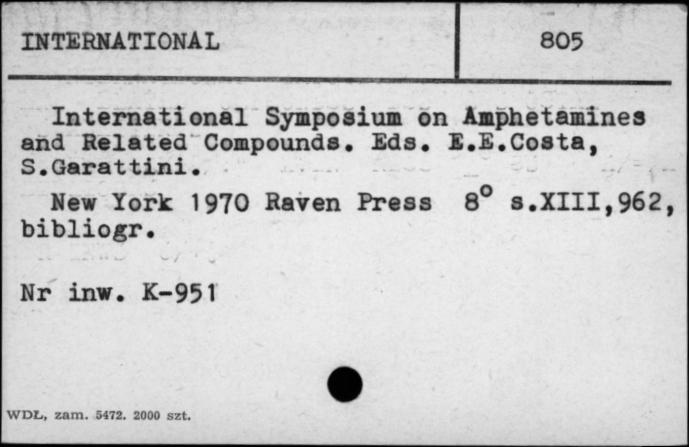 INTERNATIONAL 805
International Symposium on Amphetamines
and Related Compounds. Eds. E.E.Costa,
S.Garattini.
New York 1970 Raven Press 8° s.XIII,962,
bibliogr.
Nr inw. K-951
WDL, zam. 5472. 2000 szt.